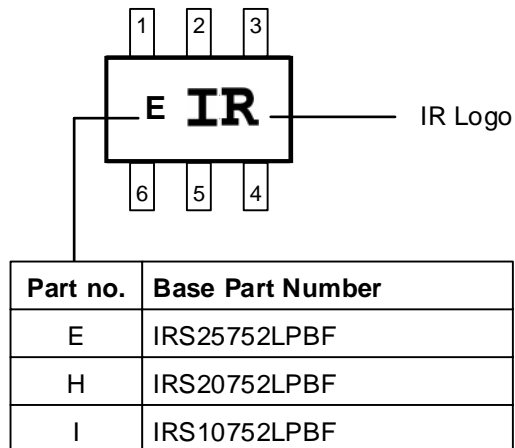 1 2 3
E IR IR Logo
6 5 4
Part no. Base Part Number
E IRS25752LPBF
H IRS20752LPBF
I IRS10752LPBF